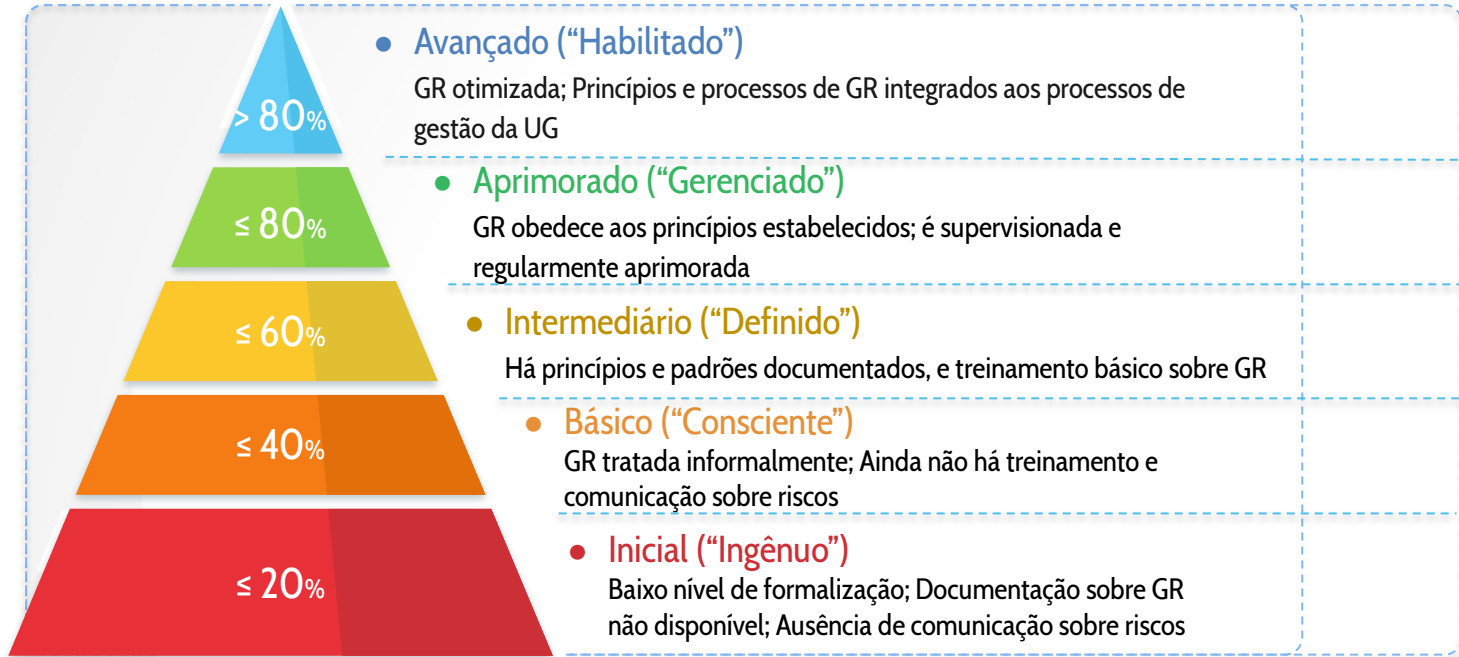 Avançado (“Habilitado”)
GR otimizada; Princípios e processos de GR integrados aos processos de
gestão da UG
> 80%
Aprimorado (“Gerenciado”)
GR obedece aos princípios estabelecidos; é supervisionada e
regularmente aprimorada
≤ 80%
Intermediário (“Definido”)
Há princípios e padrões documentados, e treinamento básico sobre GR
≤ 60%
Básico (“Consciente”)
GR tratada informalmente; Ainda não há treinamento e
comunicação sobre riscos
≤ 40%
Inicial (“Ingênuo”)
Baixo nível de formalização; Documentação sobre GR
não disponível; Ausência de comunicação sobre riscos
≤ 20%